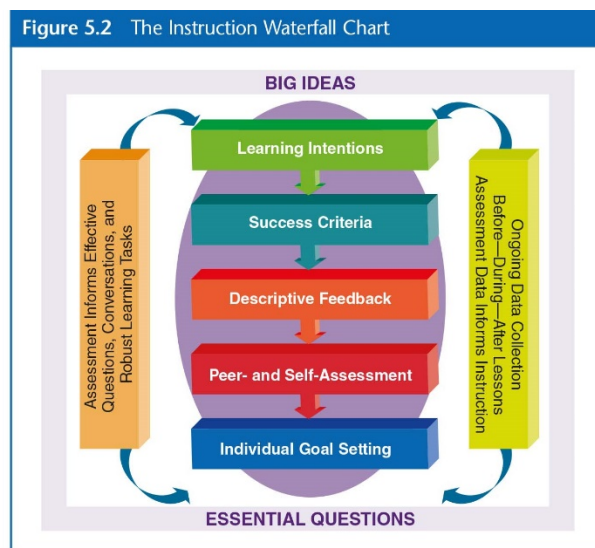 Figure 5.2 The Instruction Waterfall Chart
BIG IDEAS
Learning Intentions
Success Criteria
Descriptive Feedback
Peer- and Self-Assessment
Individual Goal Setting
Assessment Informs Effective
Questions, Conversations, and
Robust Learning Tasks
Ongoing Data Collection
Before—During—After Lessons
Assessment Data Informs Instruction
ESSENTIAL QUESTIONS